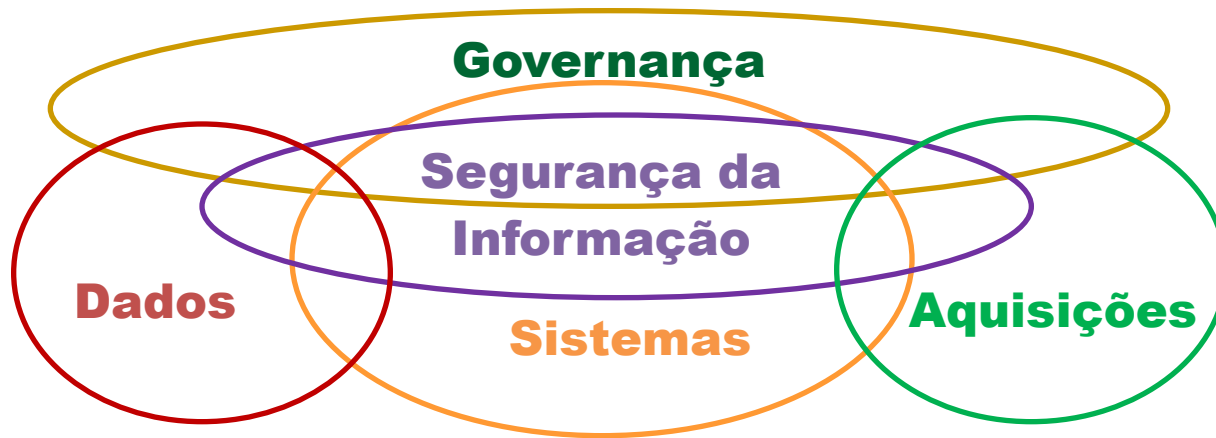 Governança
Segurança da
Informação
Dados
Aquisições
Sistemas